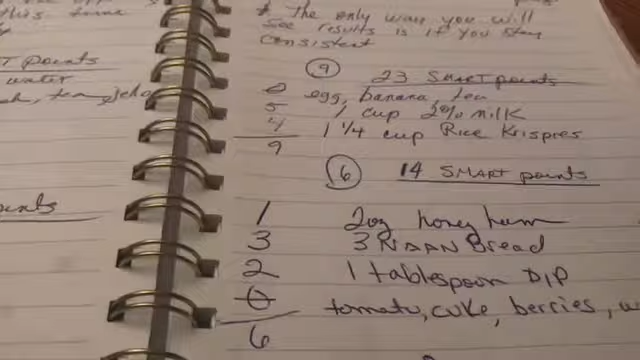 this same
points
water
* The only way you will
see results is if you stay
consistent
9 23 SMART points
0 egg, banana, tea
5 1 cup 2% milk
4 1 1/4 cup Rice Krispies
9
6 14 SMART points
1 2oz honey ham
3 3 NAAN Bread
2 1 tablespoon DIP
0 tomato, cuke, berries,
6